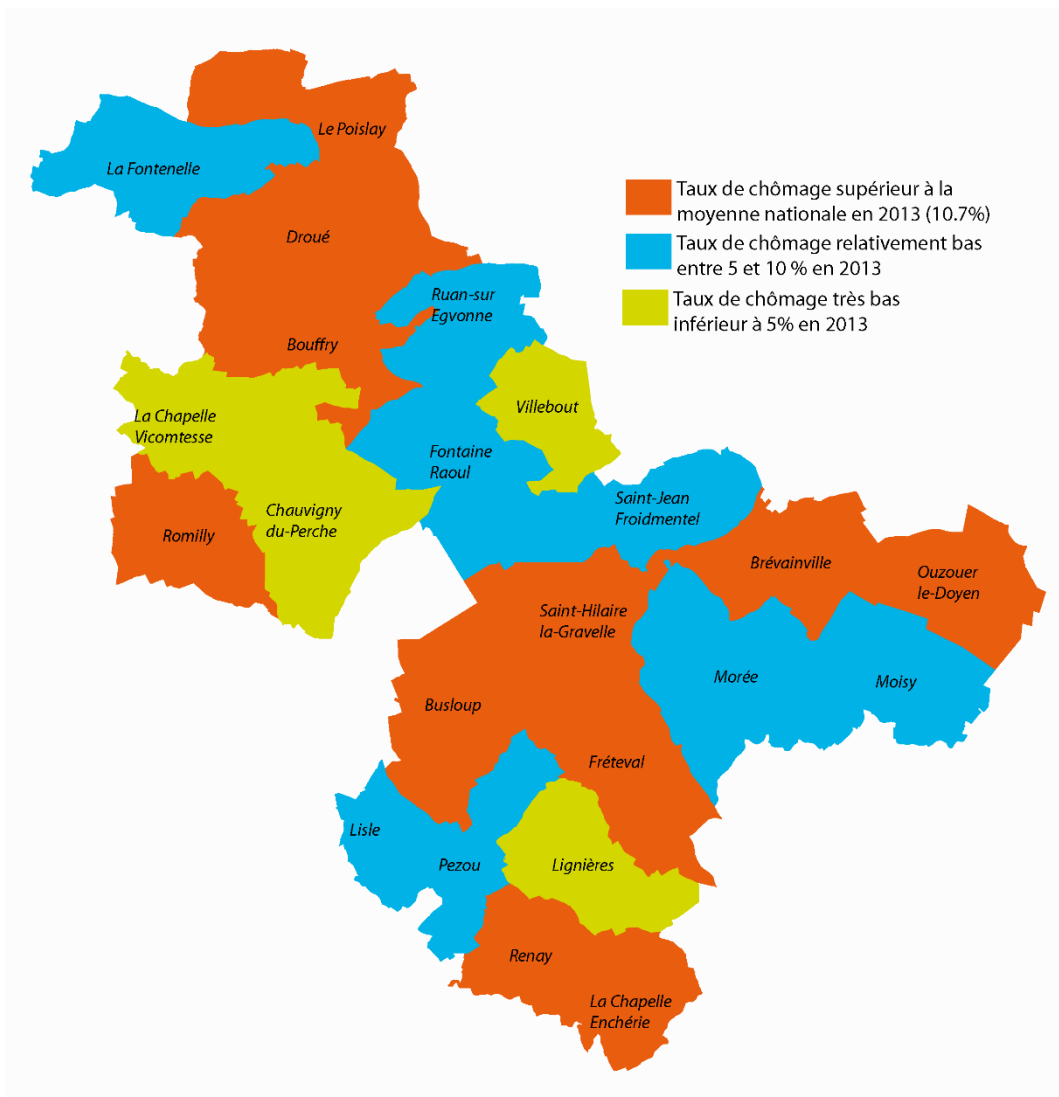 Le Poislay
La Fontenelle
Taux de chômage supérieur à la
moyenne nationale en 2013 (10.7%)
Taux de chômage relativement bas
entre 5 et 10 % en 2013
Taux de chômage très bas
inférieur à 5% en 2013
Droué
Ruan-sur
Egvonne
Bouffry
La Chapelle
Vicomtesse
Villebout
Fontaine
Raoul
Saint-Jean
Froidmentel
Chauvigny
du-Perche
Romilly
Brévainville
Ouzouer
le-Doyen
Saint-Hilaire
la-Gravelle
Morée
Moisy
Busloup
Fréteval
Lisle
Pezou
Lignières
Renay
La Chapelle
Enchérie